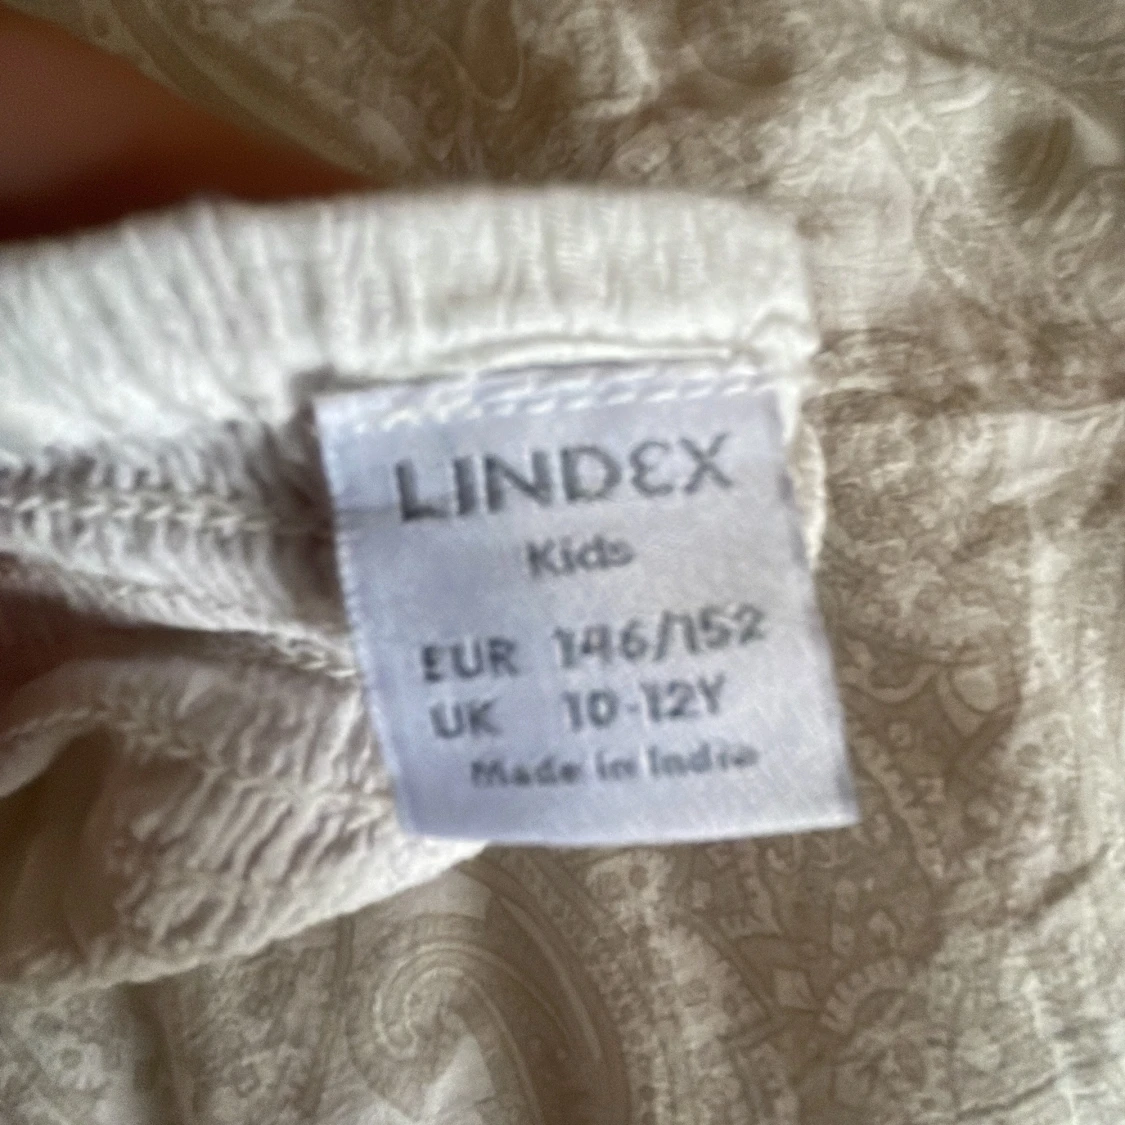 LINDEX
Kids
EUR 146/152
UK 10-12Y
Made in India